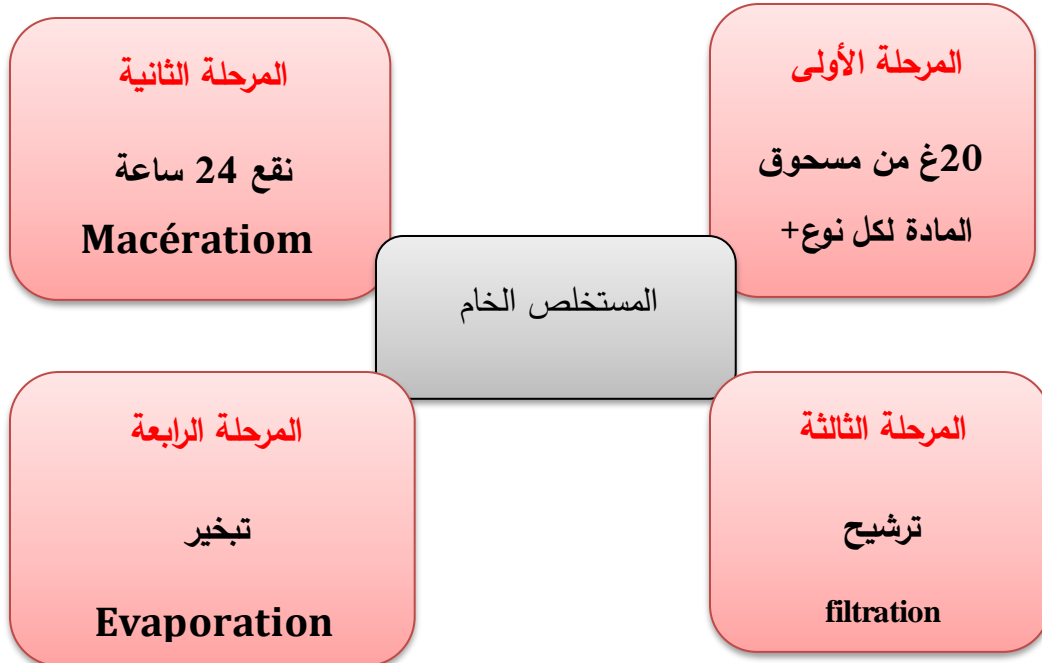 المرحلة الأولى
20غ من مسحوق
المادة لكل نوع+
المرحلة الثانية
نقع 24 ساعة
Macératiom
المستخلص الخام
المرحلة الثالثة
ترشيح
filtration
المرحلة الرابعة
تبخير
Evaporation